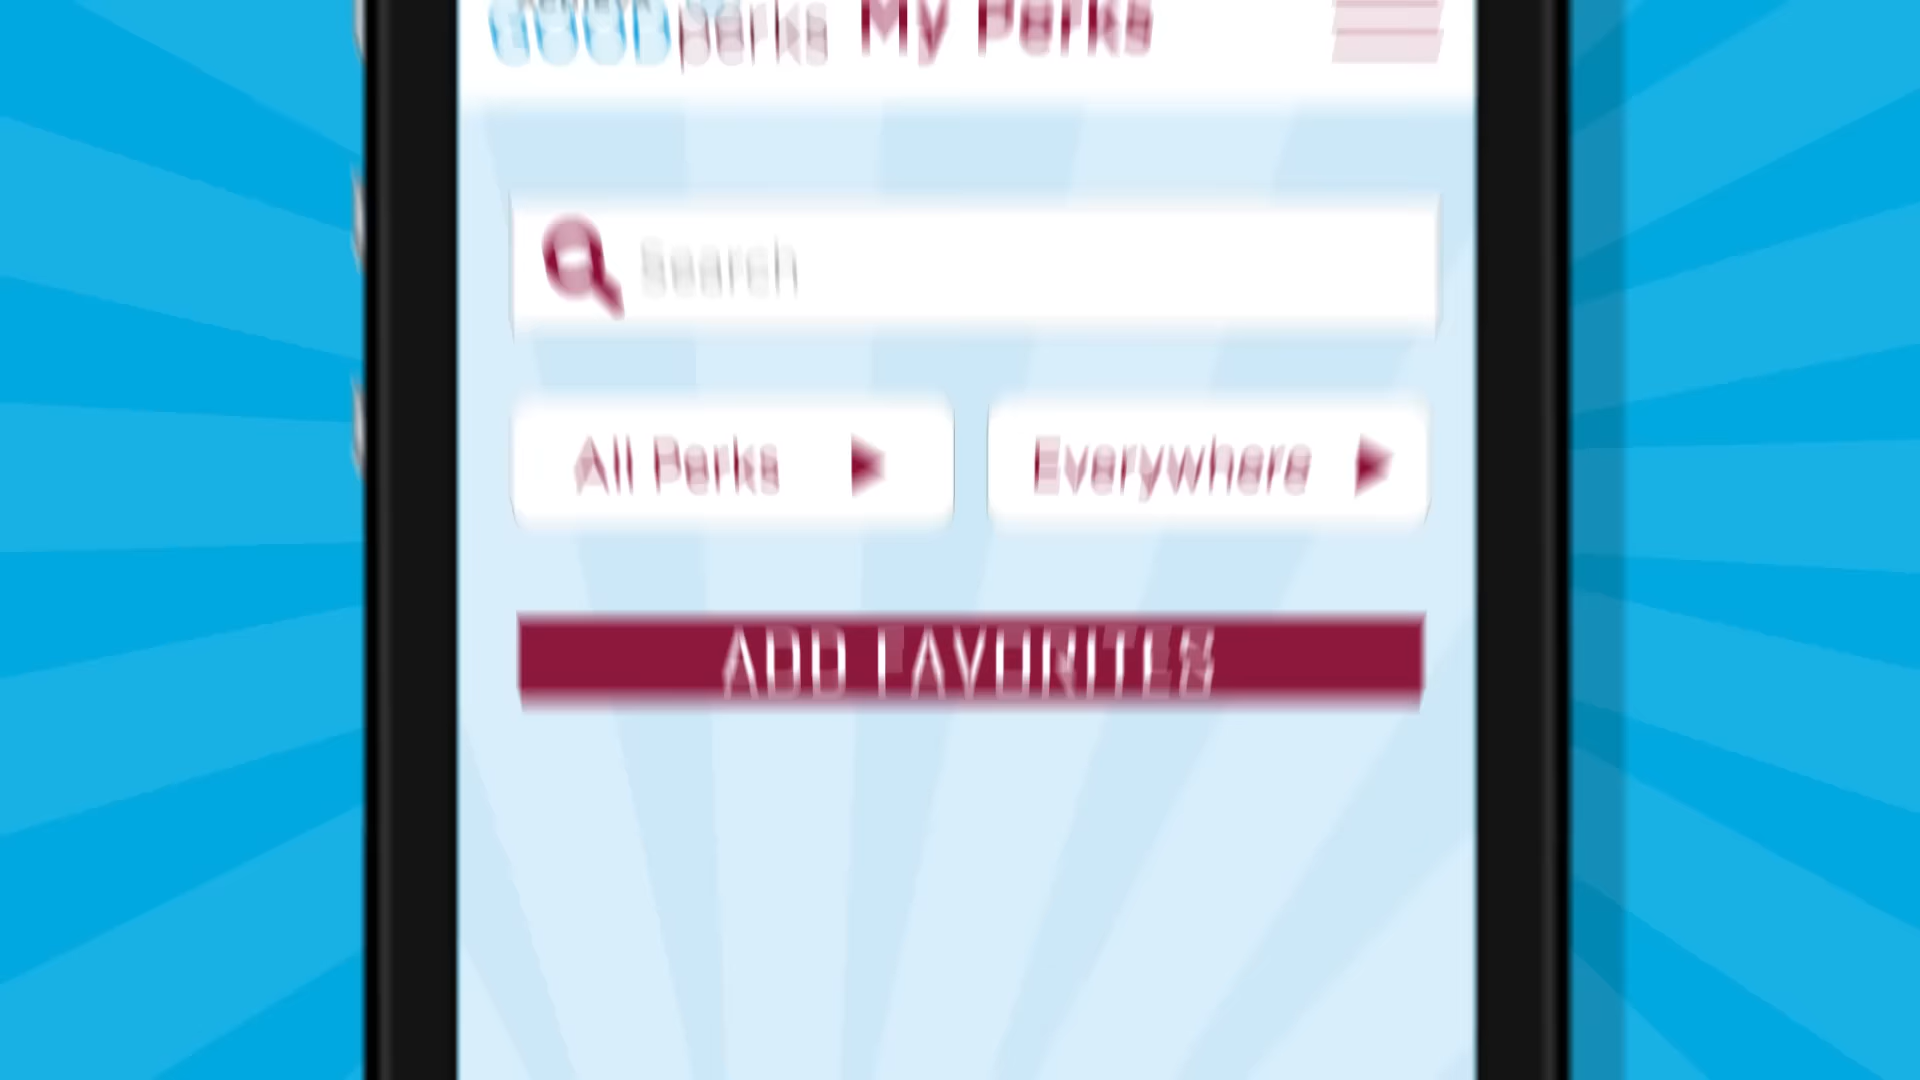 GOODperks My Perks
Search
All Perks
Everywhere
ADD FAVORITES